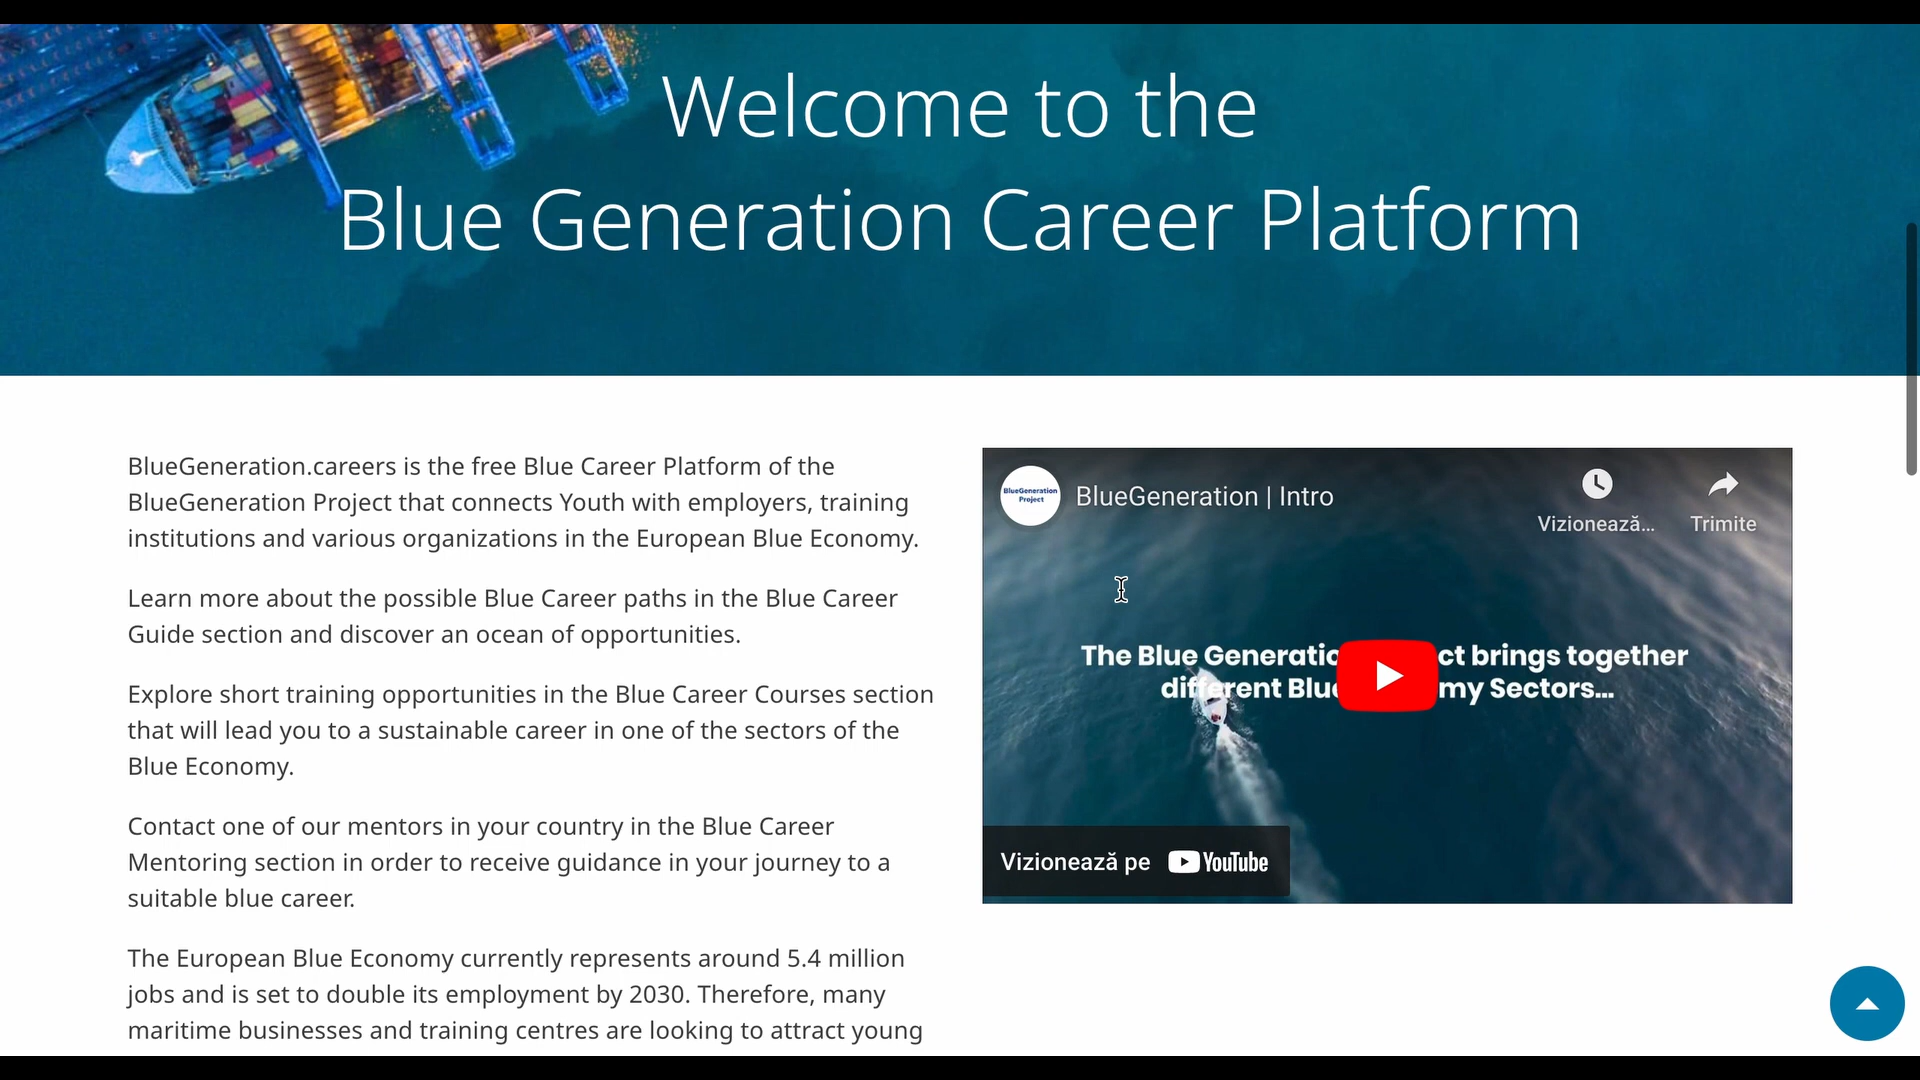 Welcome to the
Blue Generation Career Platform
BlueGeneration.careers is the free Blue Career Platform of the
BlueGeneration Project that connects Youth with employers, training
institutions and various organizations in the European Blue Economy.
Learn more about the possible Blue Career paths in the Blue Career
Guide section and discover an ocean of opportunities.
Explore short training opportunities in the Blue Career Courses section
that will lead you to a sustainable career in one of the sectors of the
Blue Economy.
Contact one of our mentors in your country in the Blue Career
Mentoring section in order to receive guidance in your journey to a
suitable blue career.
The European Blue Economy currently represents around 5.4 million
jobs and is set to double its employment by 2030. Therefore, many
maritime businesses and training centres are looking to attract young
BlueGeneration
Project
BlueGeneration | Intro
Vizionează...
Trimite
The Blue Generatio ct brings together
different Blu my Sectors...
Vizionează pe YouTube